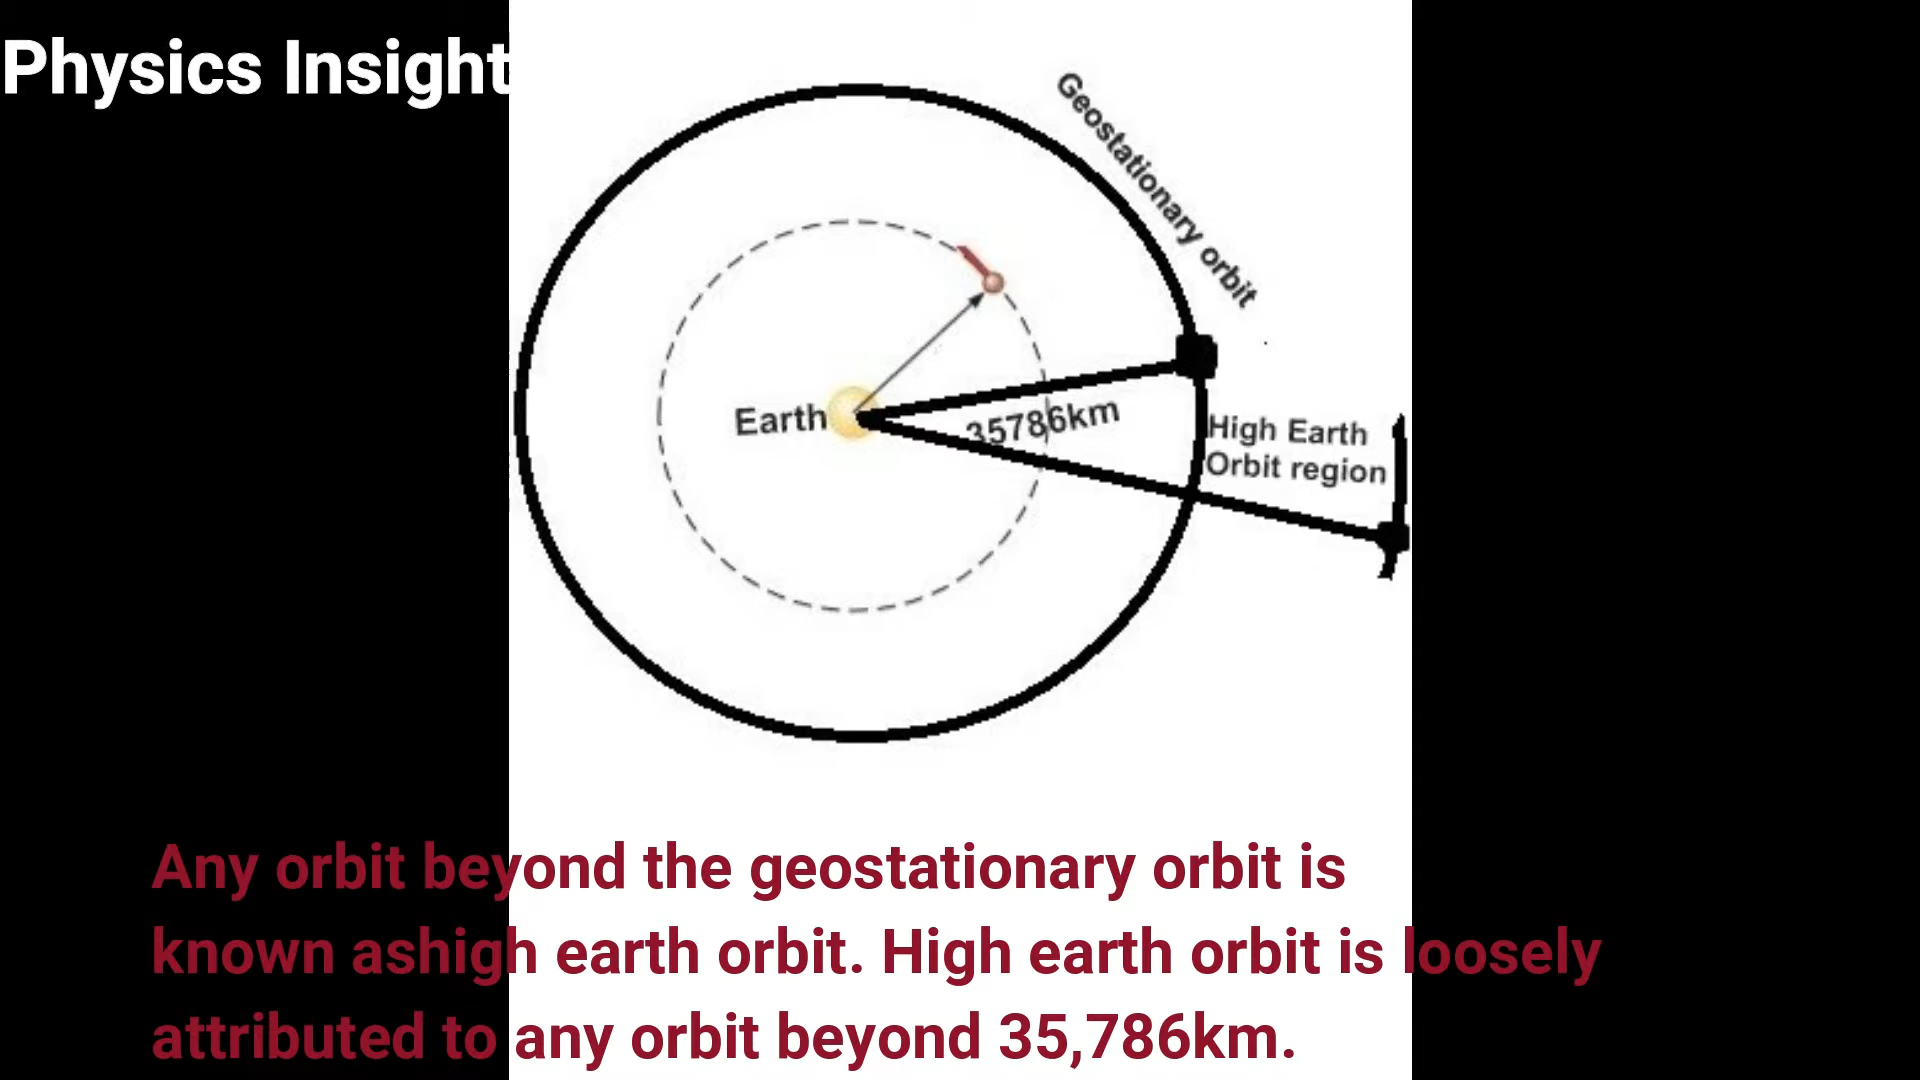 Physics Insight
Geostationary orbit
Earth
35786km
High Earth
Orbit region
Any orbit beyond the geostationary orbit is
known ashigh earth orbit. High earth orbit is loosely
attributed to any orbit beyond 35,786km.